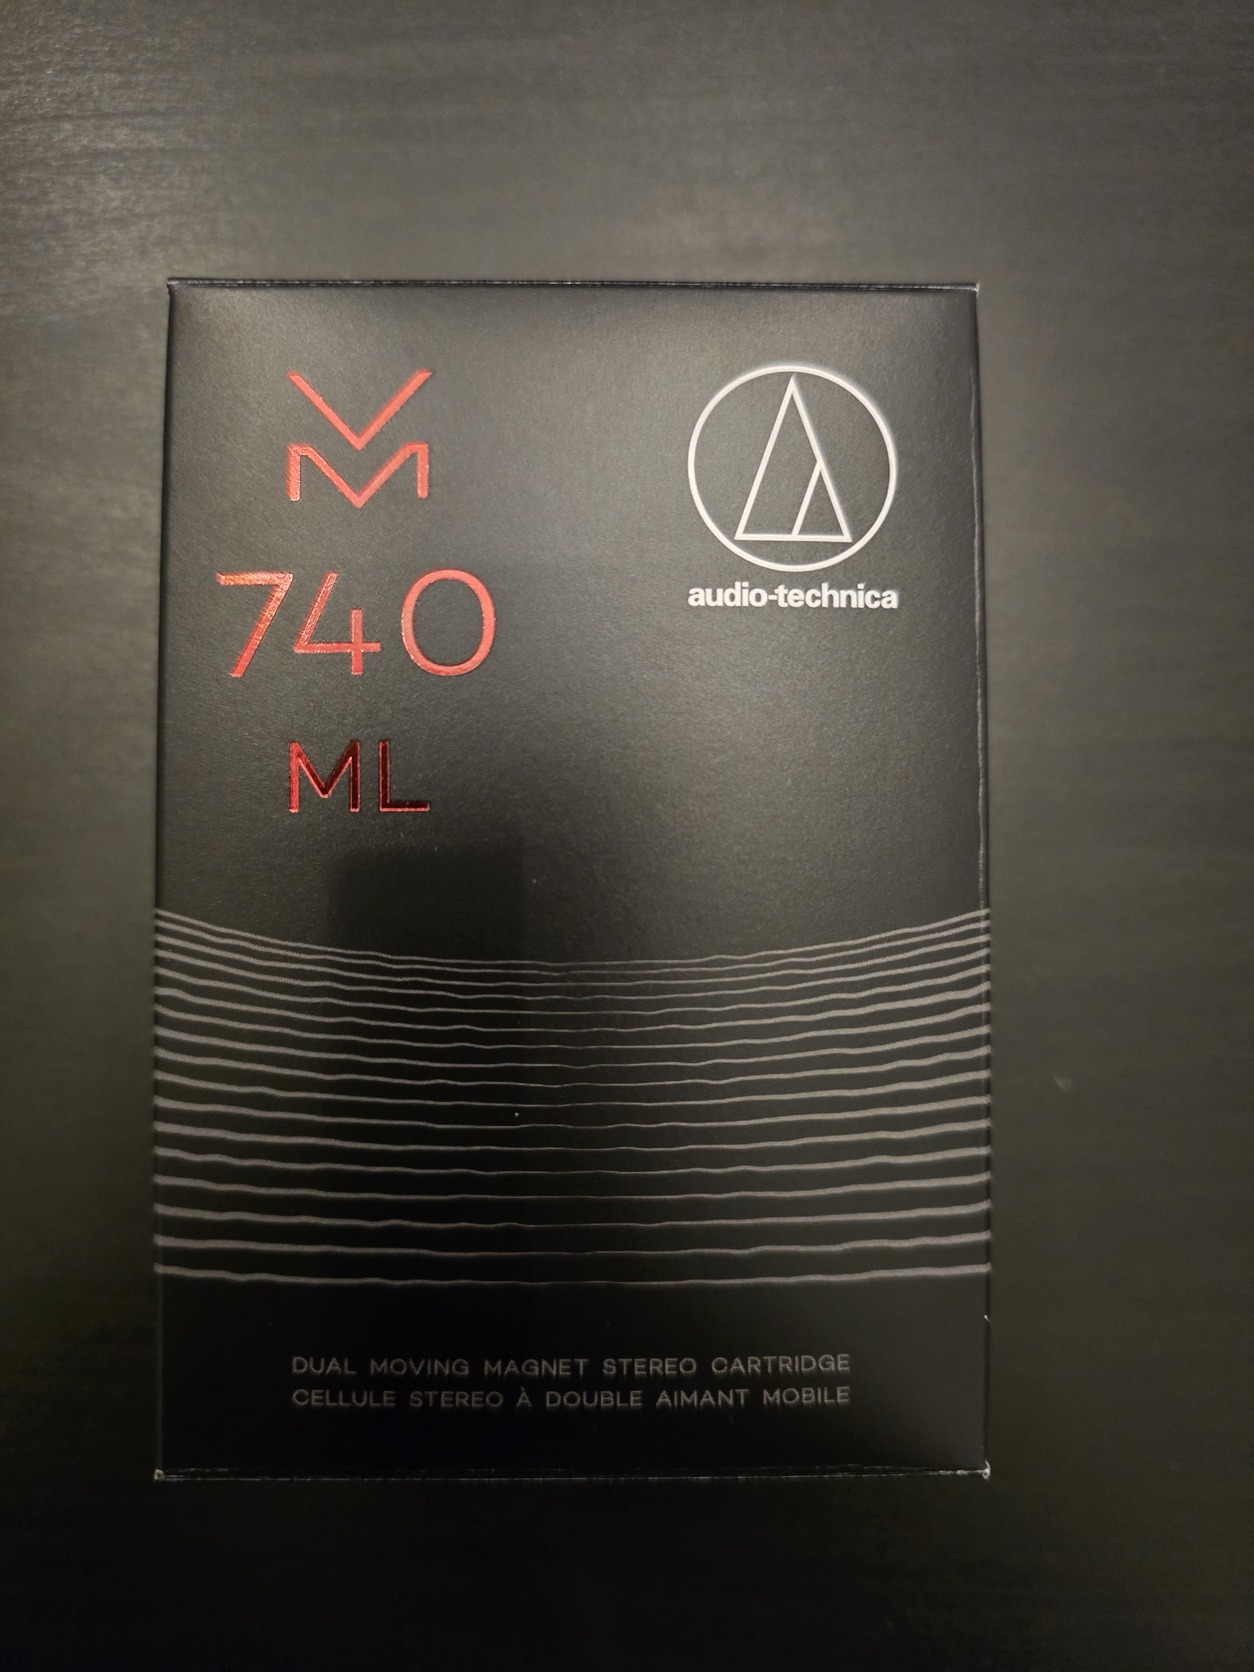 VM
740
ML
audio-technica
DUAL MOVING MAGNET STEREO CARTRIDGE
CELLULE STEREO À DOUBLE AIMANT MOBILE